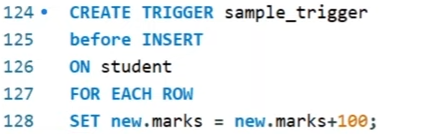 124 • CREATE TRIGGER sample_trigger
125 before INSERT
126 ON student
127 FOR EACH ROW
128 SET new.marks = new.marks+100;